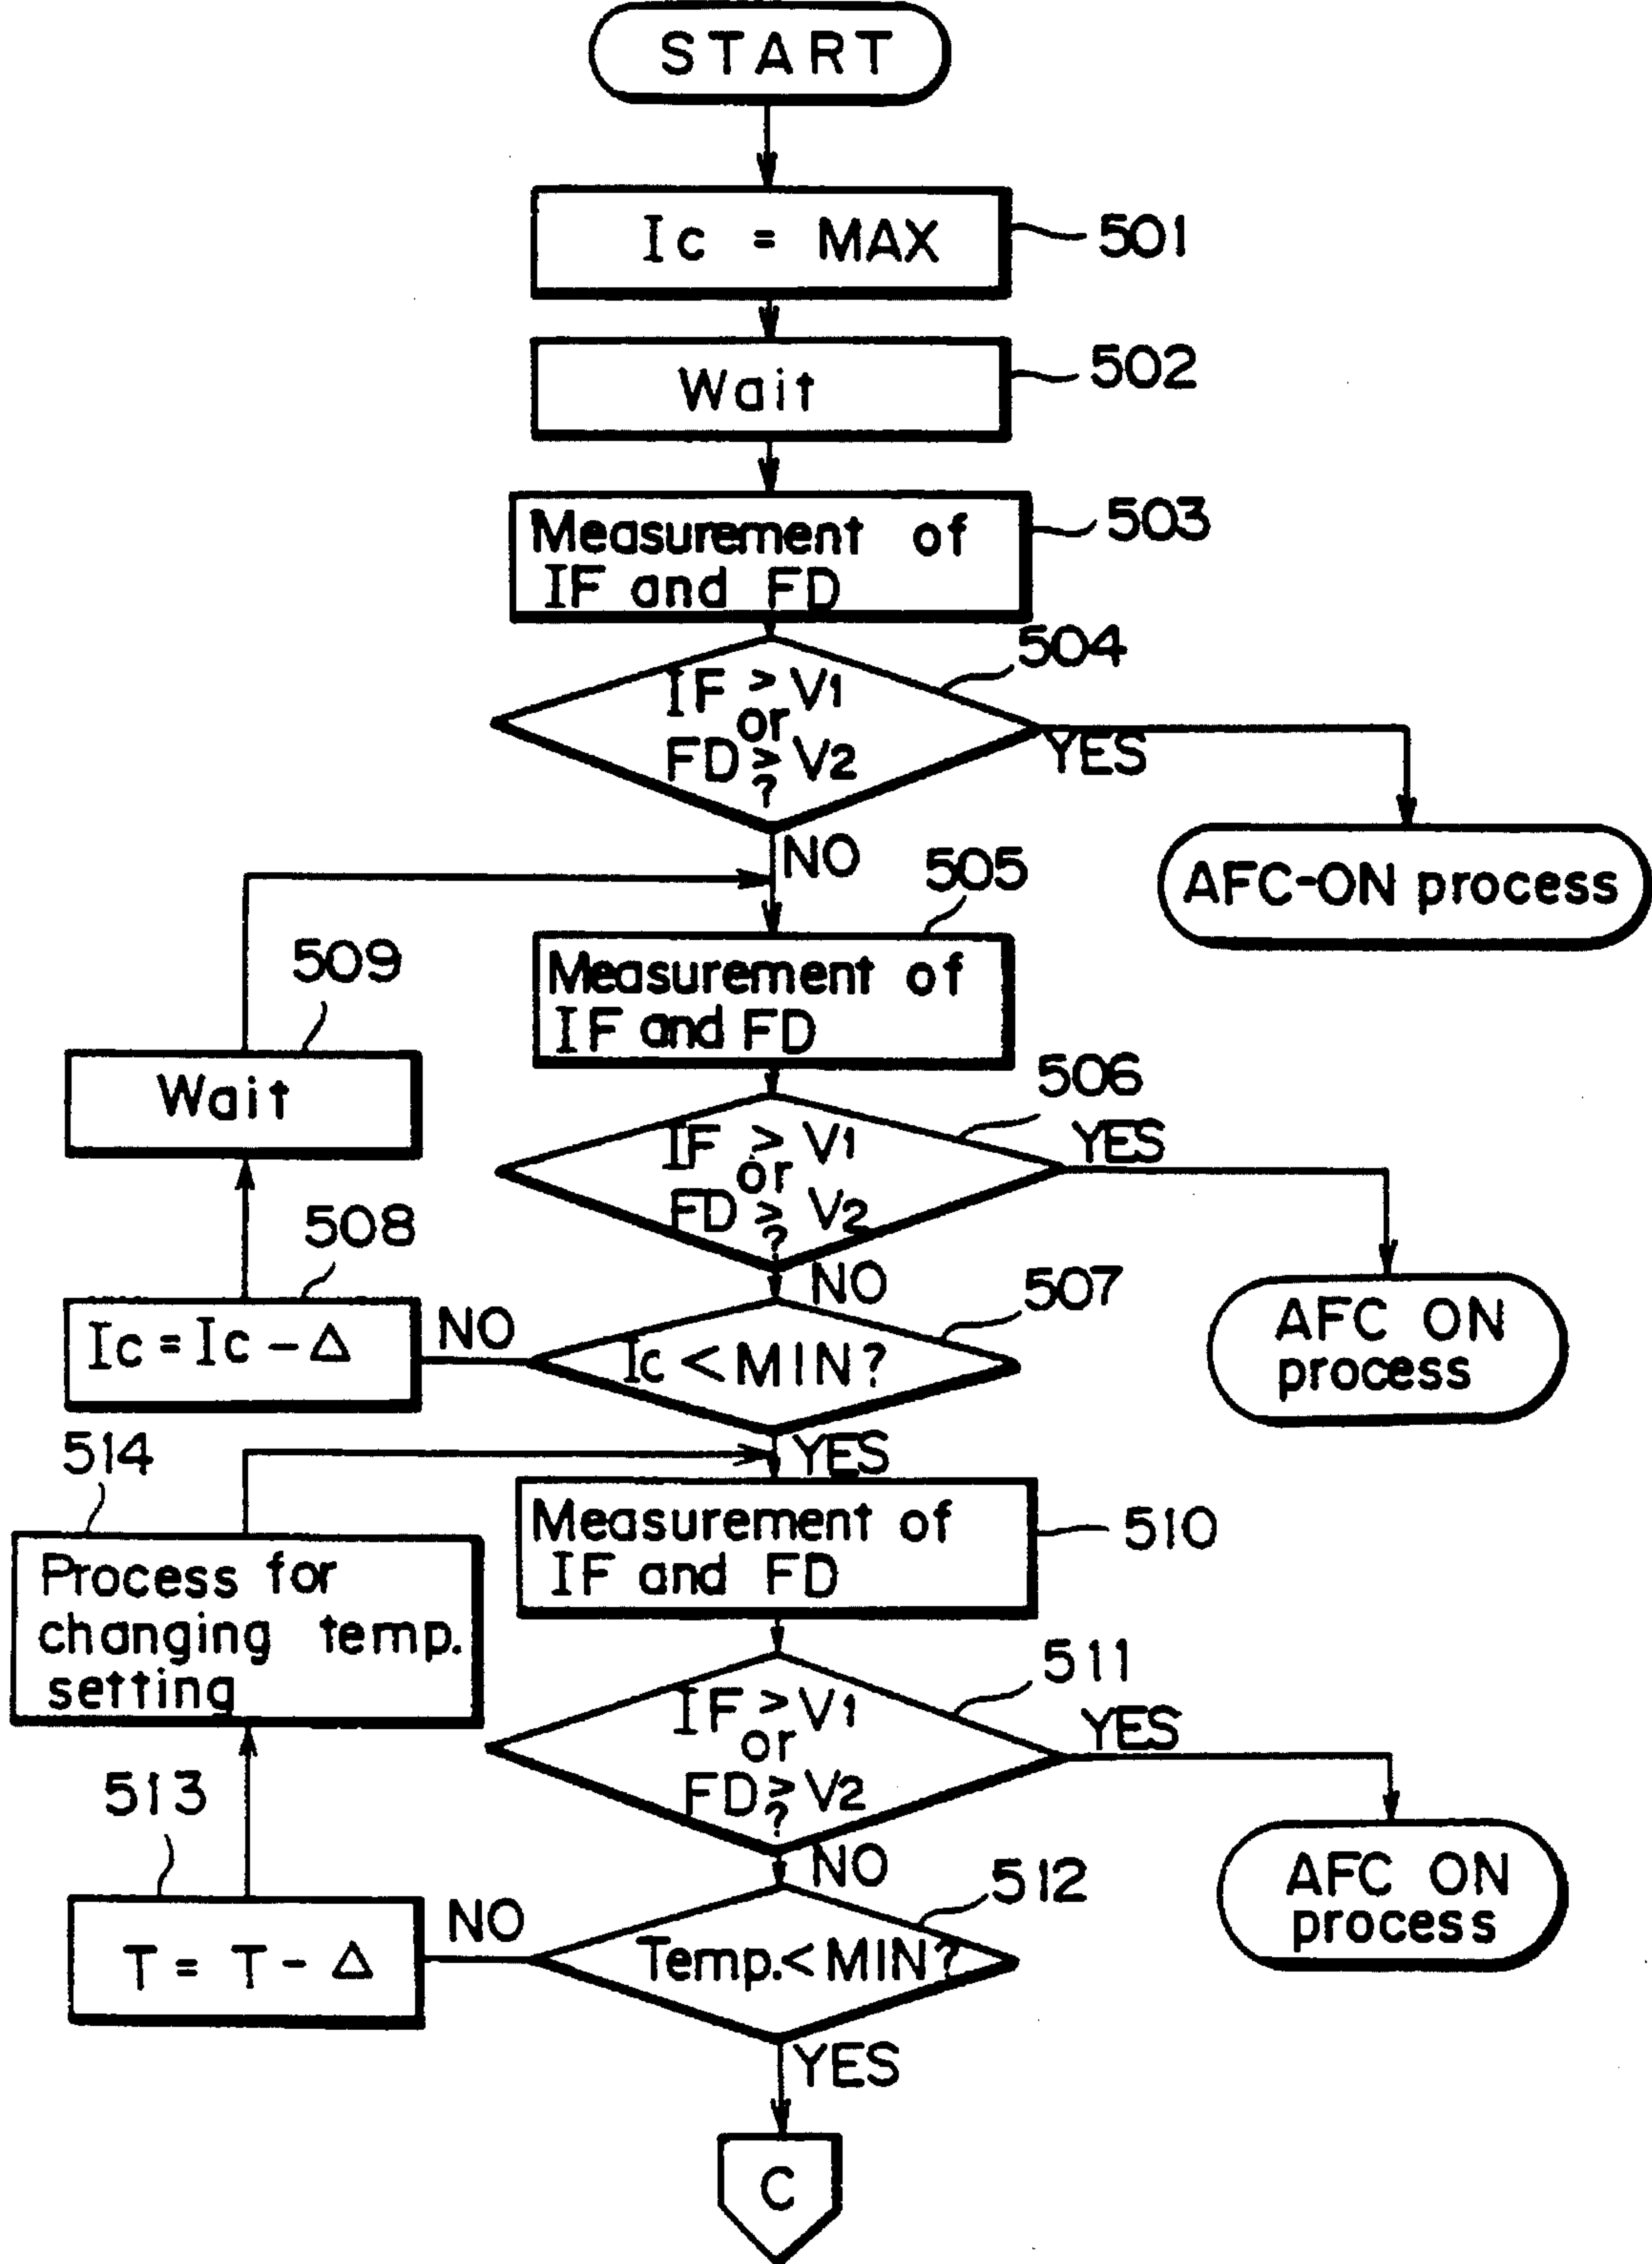 START
Ic = MAX
501
Wait
502
Measurement of
IF and FD
503
504
IF > V1
or
FD ≥ V2
?
YES
NO
AFC-ON process
505
Measurement of
IF and FD
509
Wait
506
IF > V1
or
FD ≥ V2
?
YES
NO
AFC ON
process
508
Ic = Ic - Δ
NO
507
Ic < MIN?
YES
514
Process for
changing temp.
setting
Measurement of
IF and FD
510
511
IF > V1
or
FD ≥ V2
?
YES
NO
AFC ON
process
513
T = T - Δ
NO
512
Temp. < MIN?
YES
C